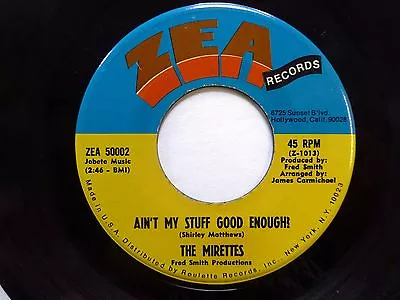 ZEA
RECORDS
6725 Sunset Blvd.
Hollywood, Calif. 90028
ZEA 50002
Jobete Music
(2:46 - BMI)
45 RPM
(Z-1013)
Produced by:
Fred Smith
Arranged by:
James Carmichael
AIN'T MY STUFF GOOD ENOUGH?
(Shirley Matthews)
THE MIRETTES
Fred Smith Productions
Made in U.S.A. Distributed by Roulette Records, Inc., New York, N.Y. 10023